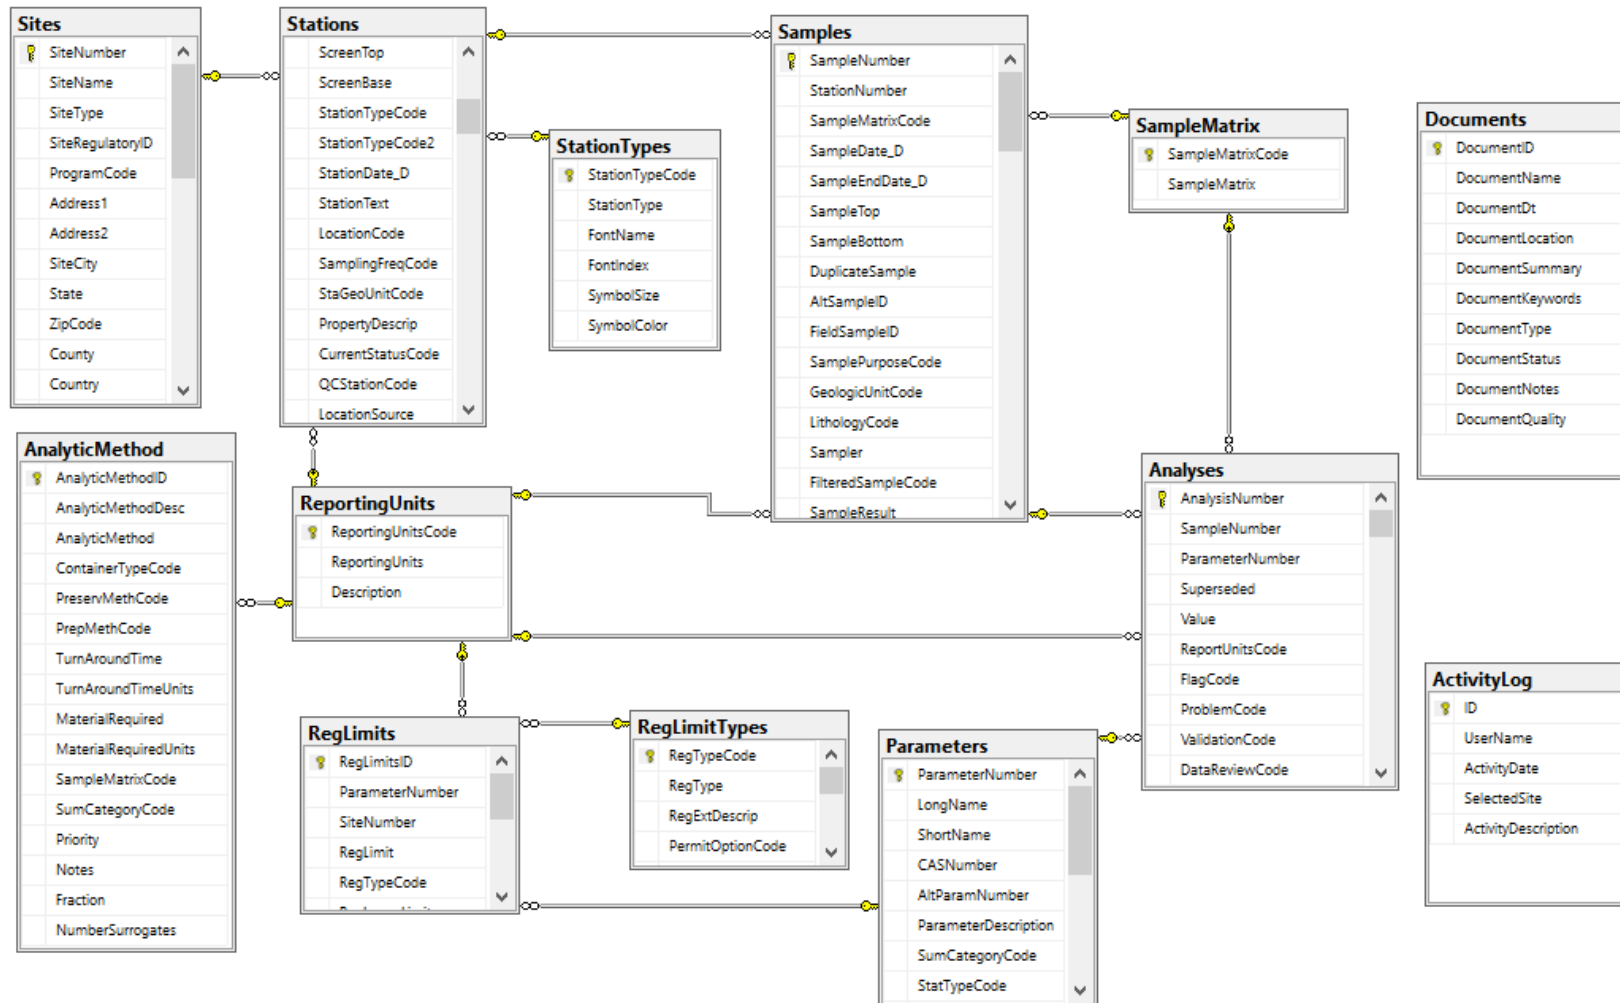 Sites
SiteNumber
SiteName
SiteType
SiteRegulatoryID
ProgramCode
Address1
Address2
SiteCity
State
ZipCode
County
Country
Stations
ScreenTop
ScreenBase
StationTypeCode
StationTypeCode2
StationDate_D
StationText
LocationCode
SamplingFreqCode
StaGeoUnitCode
PropertyDescrip
CurrentStatusCode
QCStationCode
LocationSource
StationTypes
StationTypeCode
StationType
FontName
FontIndex
SymbolSize
SymbolColor
Samples
SampleNumber
StationNumber
SampleMatrixCode
SampleDate_D
SampleEndDate_D
SampleTop
SampleBottom
DuplicateSample
AltSampleID
FieldSampleID
SamplePurposeCode
GeologicUnitCode
LithologyCode
Sampler
FilteredSampleCode
SampleResult
SampleMatrix
SampleMatrixCode
SampleMatrix
Documents
DocumentID
DocumentName
DocumentDt
DocumentLocation
DocumentSummary
DocumentKeywords
DocumentType
DocumentStatus
DocumentNotes
DocumentQuality
AnalyticMethod
AnalyticMethodID
AnalyticMethodDesc
AnalyticMethod
ContainerTypeCode
PreservMethCode
PrepMethCode
TurnAroundTime
TurnAroundTimeUnits
MaterialRequired
MaterialRequiredUnits
SampleMatrixCode
SumCategoryCode
Priority
Notes
Fraction
NumberSurrogates
ReportingUnits
ReportingUnitsCode
ReportingUnits
Description
Analyses
AnalysisNumber
SampleNumber
ParameterNumber
Superseded
Value
ReportUnitsCode
FlagCode
ProblemCode
ValidationCode
DataReviewCode
RegLimits
RegLimitsID
ParameterNumber
SiteNumber
RegLimit
RegTypeCode
RegLimitTypes
RegTypeCode
RegType
RegExtDescrip
PermitOptionCode
Parameters
ParameterNumber
LongName
ShortName
CASNumber
AltParamNumber
ParameterDescription
SumCategoryCode
StatTypeCode
ActivityLog
ID
UserName
ActivityDate
SelectedSite
ActivityDescription